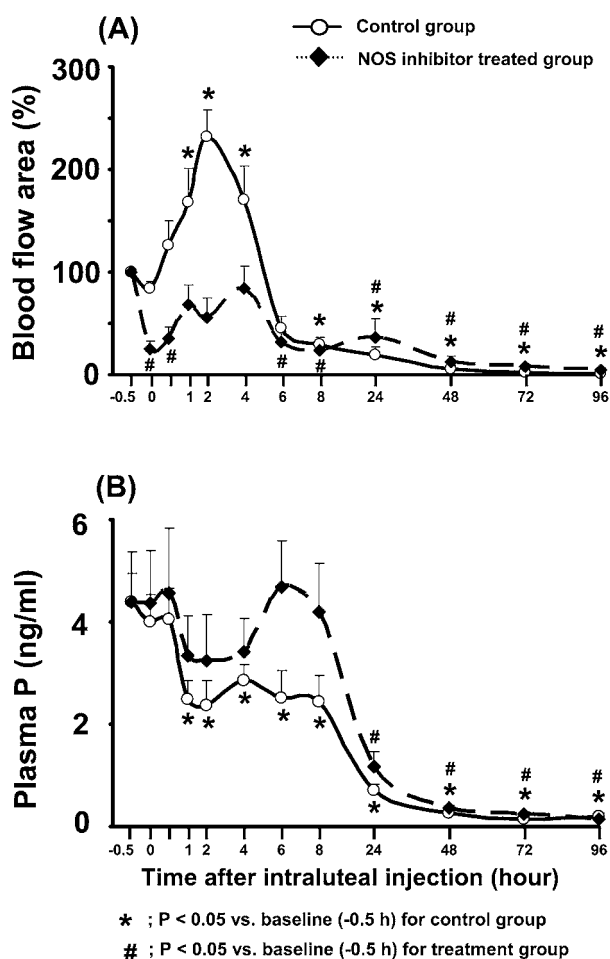 (A)
Control group
NOS inhibitor treated group
Blood flow area (%)
300
200
100
0
* * *
* * * * *
# # # # # # # #
-0.5 0 1 2 4 6 8 24 48 72 96
(B)
Plasma P (ng/ml)
6
4
2
0
* * * * * * * * *
# # # #
-0.5 0 1 2 4 6 8 24 48 72 96
Time after intraluteal injection (hour)
* ; P < 0.05 vs. baseline (-0.5 h) for control group
# ; P < 0.05 vs. baseline (-0.5 h) for treatment group